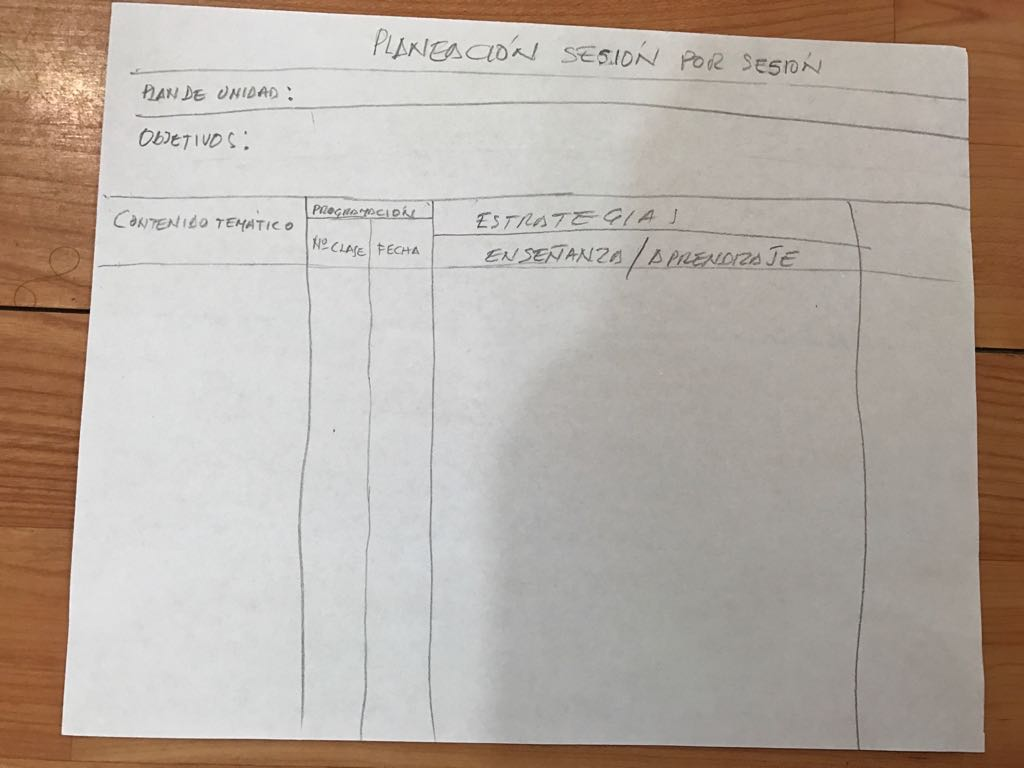 PLANEACIÓN SESIÓN POR SESIÓN
PLAN DE UNIDAD:
OBJETIVOS:
CONTENIDO TEMÁTICO
PROGRAMACIÓN
Nº CLASE
FECHA
ESTRATEGIAS
ENSEÑANZA/APRENDIZAJE